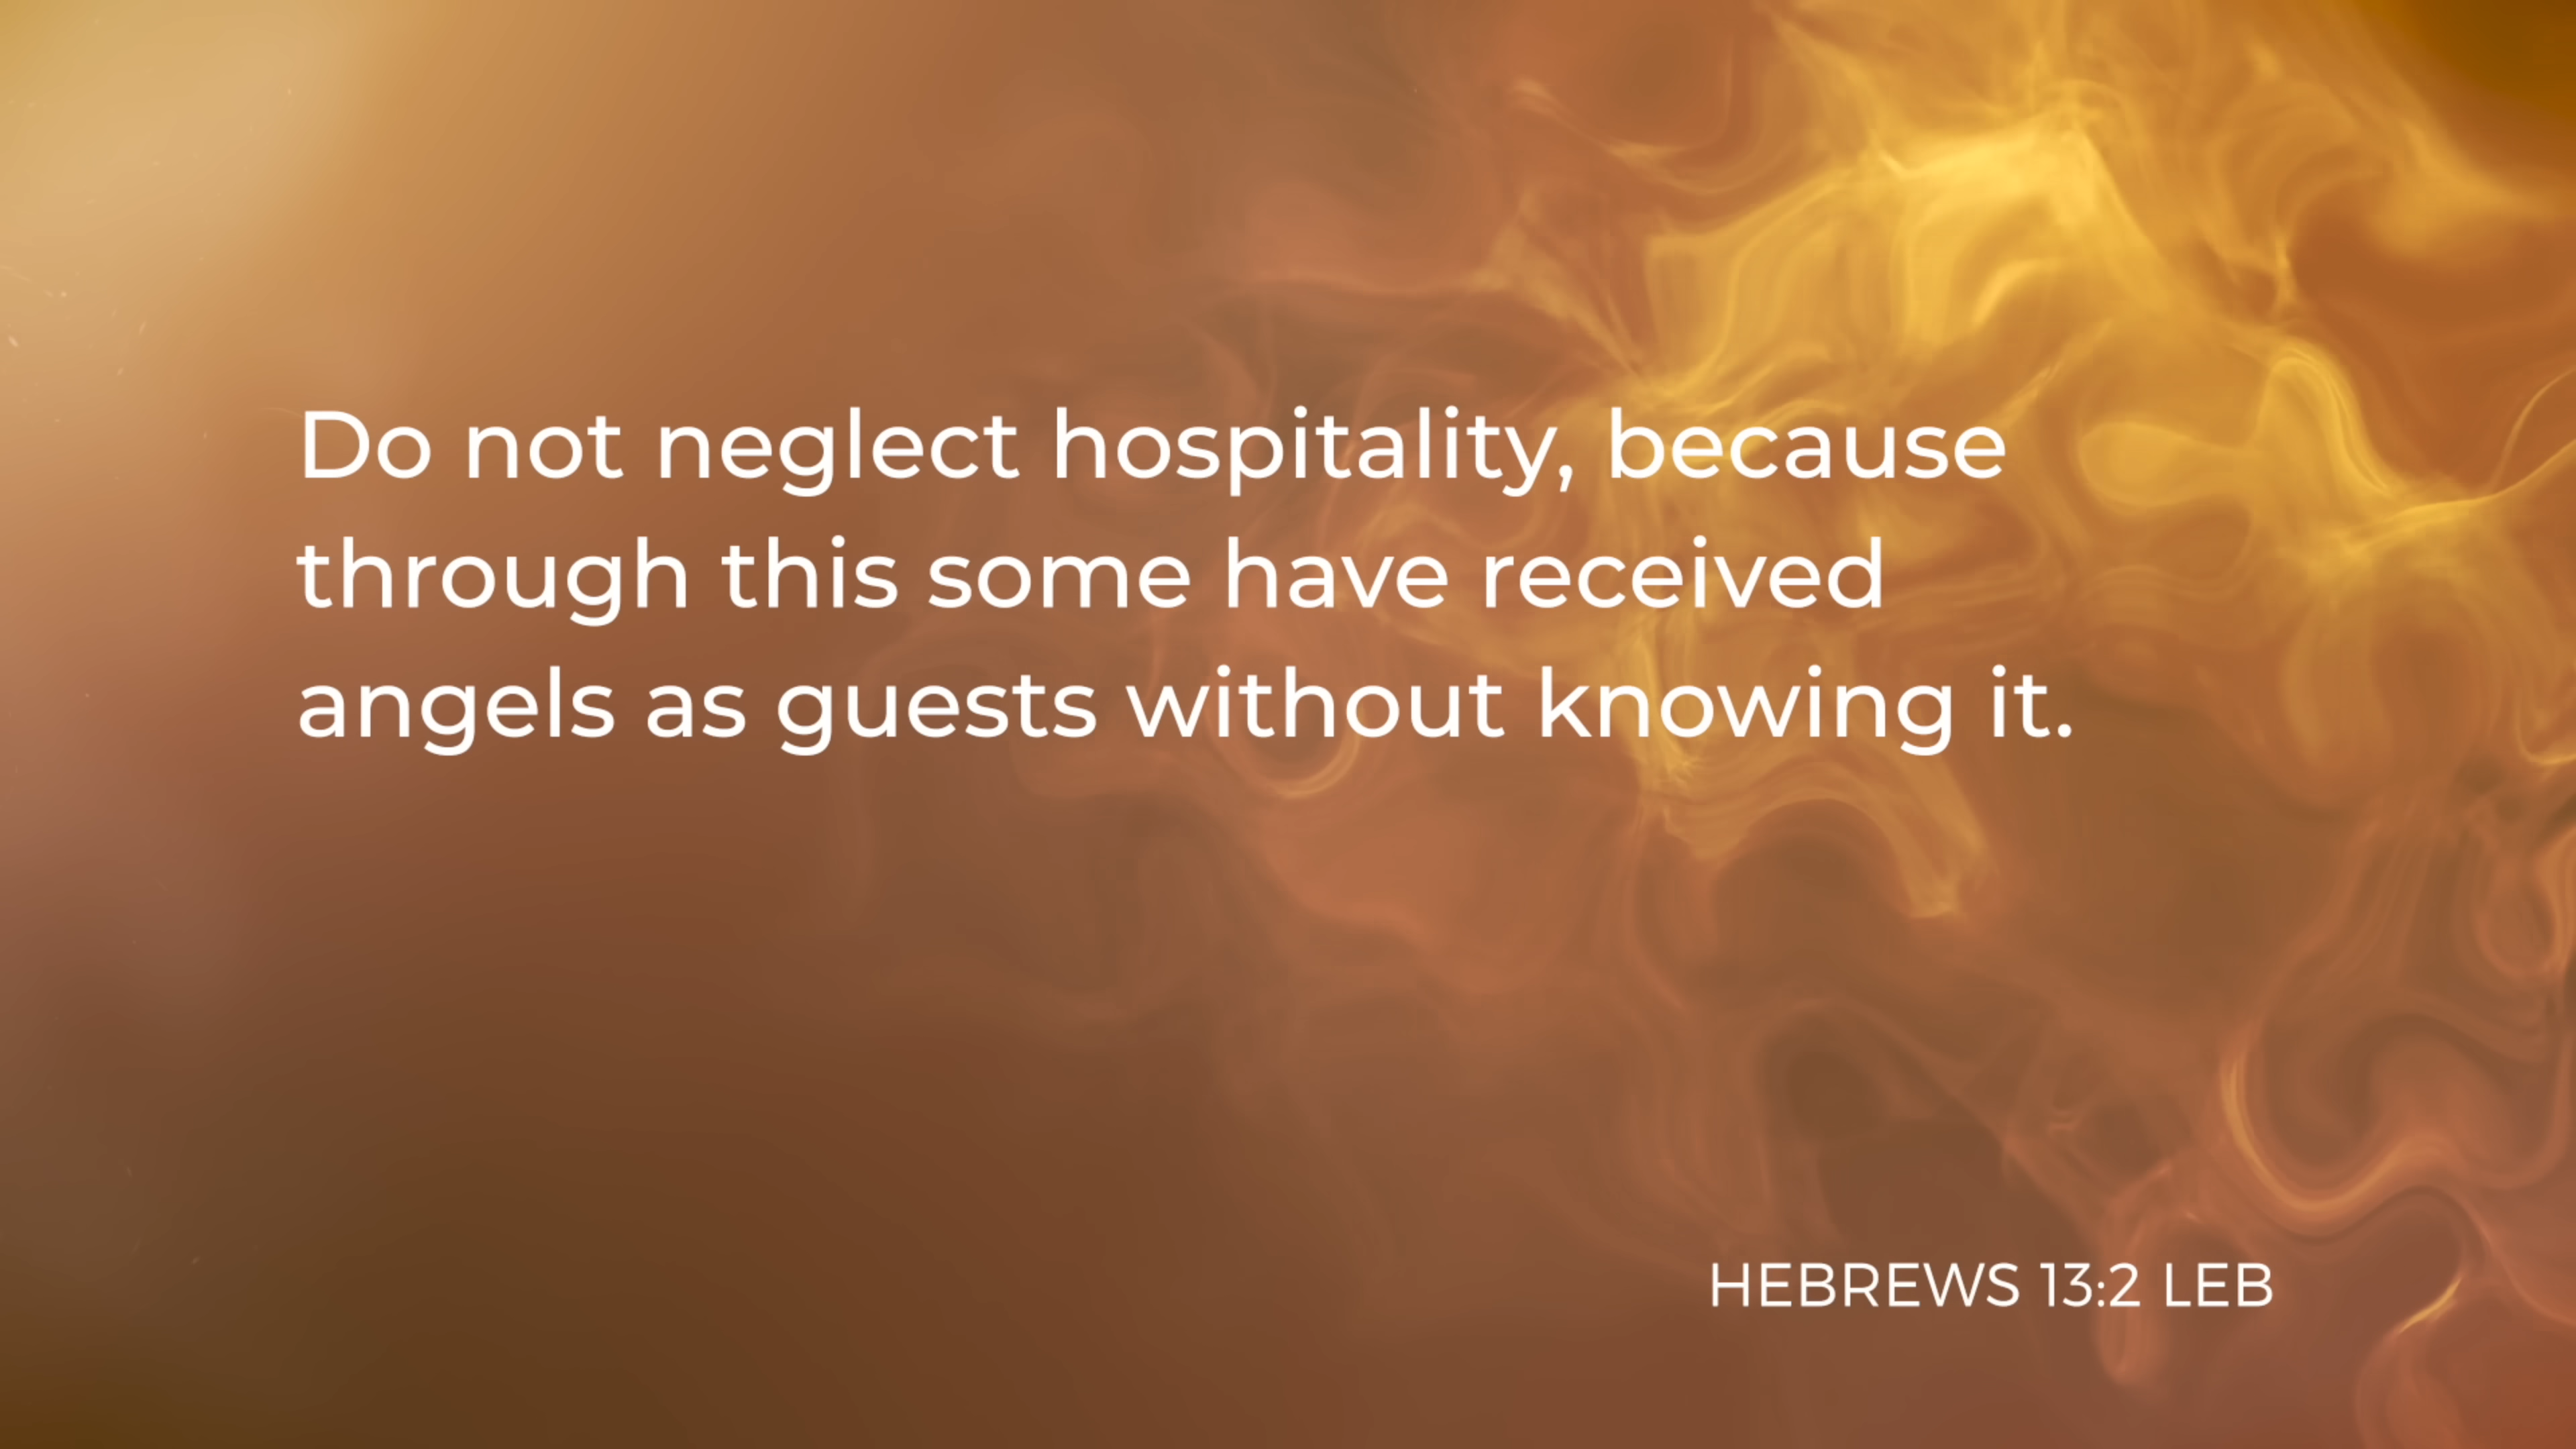 Do not neglect hospitality, because
through this some have received
angels as guests without knowing it.
HEBREWS 13:2 LEB